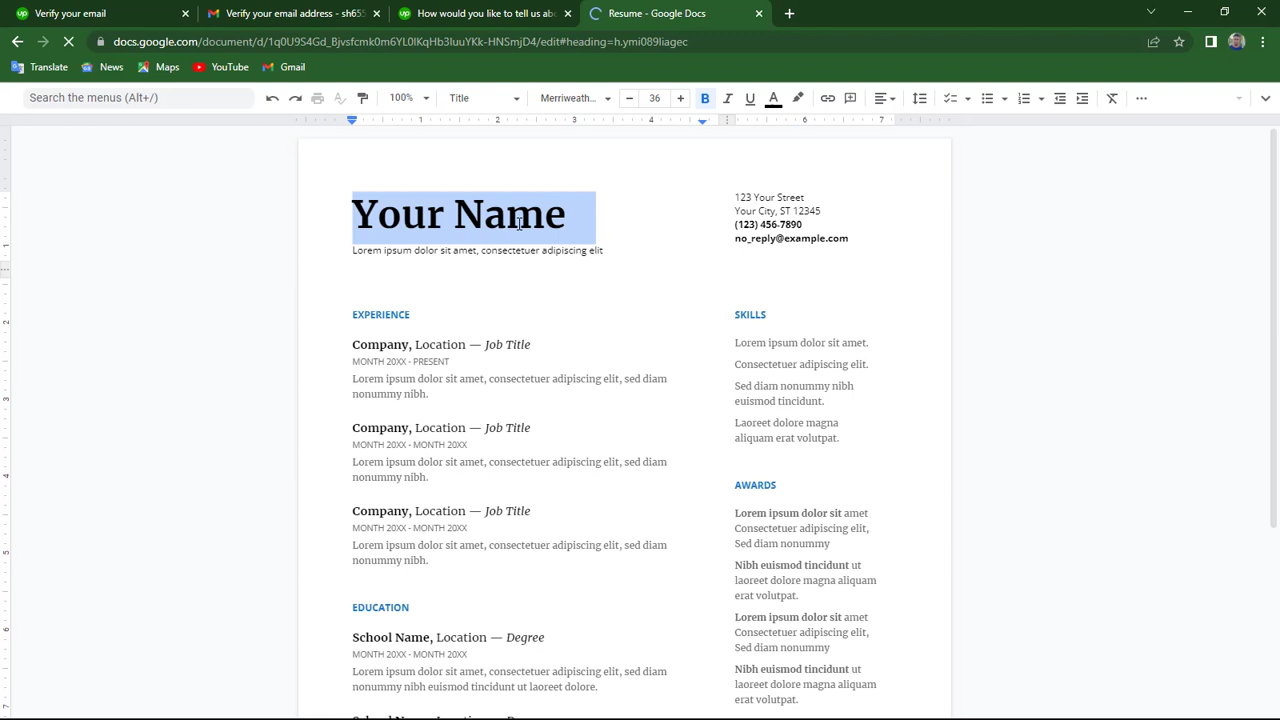 Verify your email
Verify your email address - sh655
How would you like to tell us abo
Resume - Google Docs
docs.google.com/document/d/1q0U9S4Gd_Bjvsfcmk0m6YL0lKqHb3luuYKk-HNSmjD4/edit#heading=h.ymi089liagec
Translate
News
Maps
YouTube
Gmail
Search the menus (Alt+/)
100%
Title
Merriweath...
36
B I U A
1 2 3 4 6 7
Your Name
Lorem ipsum dolor sit amet, consectetuer adipiscing elit
123 Your Street
Your City, ST 12345
(123) 456-7890
no_reply@example.com
EXPERIENCE
Company, Location — Job Title
MONTH 20XX - PRESENT
Lorem ipsum dolor sit amet, consectetuer adipiscing elit, sed diam
nonummy nibh.
Company, Location — Job Title
MONTH 20XX - MONTH 20XX
Lorem ipsum dolor sit amet, consectetuer adipiscing elit, sed diam
nonummy nibh.
Company, Location — Job Title
MONTH 20XX - MONTH 20XX
Lorem ipsum dolor sit amet, consectetuer adipiscing elit, sed diam
nonummy nibh.
EDUCATION
School Name, Location — Degree
MONTH 20XX - MONTH 20XX
Lorem ipsum dolor sit amet, consectetuer adipiscing elit, sed diam
nonummy nibh euismod tincidunt ut laoreet dolore.
SKILLS
Lorem ipsum dolor sit amet.
Consectetuer adipiscing elit.
Sed diam nonummy nibh
euismod tincidunt.
Laoreet dolore magna
aliquam erat volutpat.
AWARDS
Lorem ipsum dolor sit amet
Consectetuer adipiscing elit,
Sed diam nonummy
Nibh euismod tincidunt ut
laoreet dolore magna aliquam
erat volutpat.
Lorem ipsum dolor sit amet
Consectetuer adipiscing elit,
Sed diam nonummy
Nibh euismod tincidunt ut
laoreet dolore magna aliquam
erat volutpat.